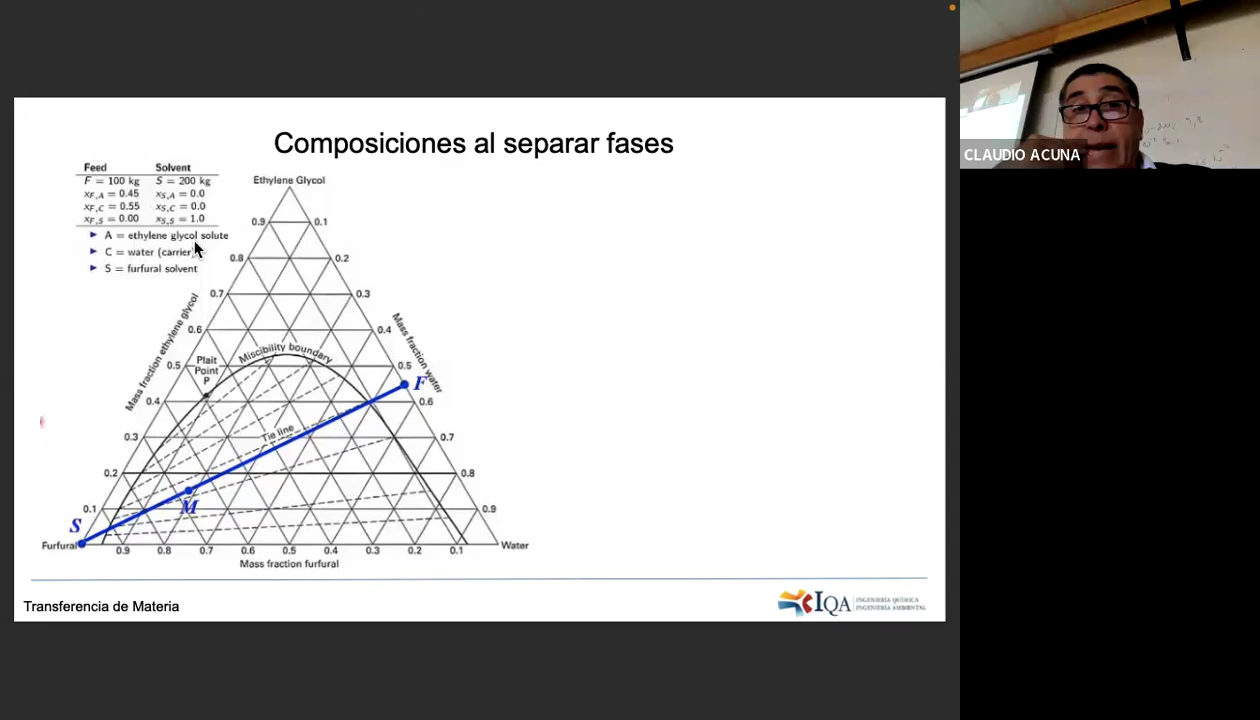 CLAUDIO ACUNA
Composiciones al separar fases
Feed Solvent
F = 100 kg S = 200 kg
xF,A = 0.45 xS,A = 0.0
xF,C = 0.55 xS,C = 0.0
xF,S = 0.00 xS,S = 1.0
A = ethylene glycol solute
C = water (carrier)
S = furfural solvent
Ethylene Glycol
0.9 0.1
0.8 0.2
0.7 0.3
0.6 0.4
0.5 0.5
0.4 0.6
0.3 0.7
0.2 0.8
0.1 0.9
Mass fraction ethylene glycol
Mass fraction water
Miscibility boundary
Plait
Point
P
F
Tie line
M
S
Furfural
Water
0.9 0.8 0.7 0.6 0.5 0.4 0.3 0.2 0.1
Mass fraction furfural
Transferencia de Materia
IQA
INGENIERÍA QUÍMICA
INGENIERÍA AMBIENTAL